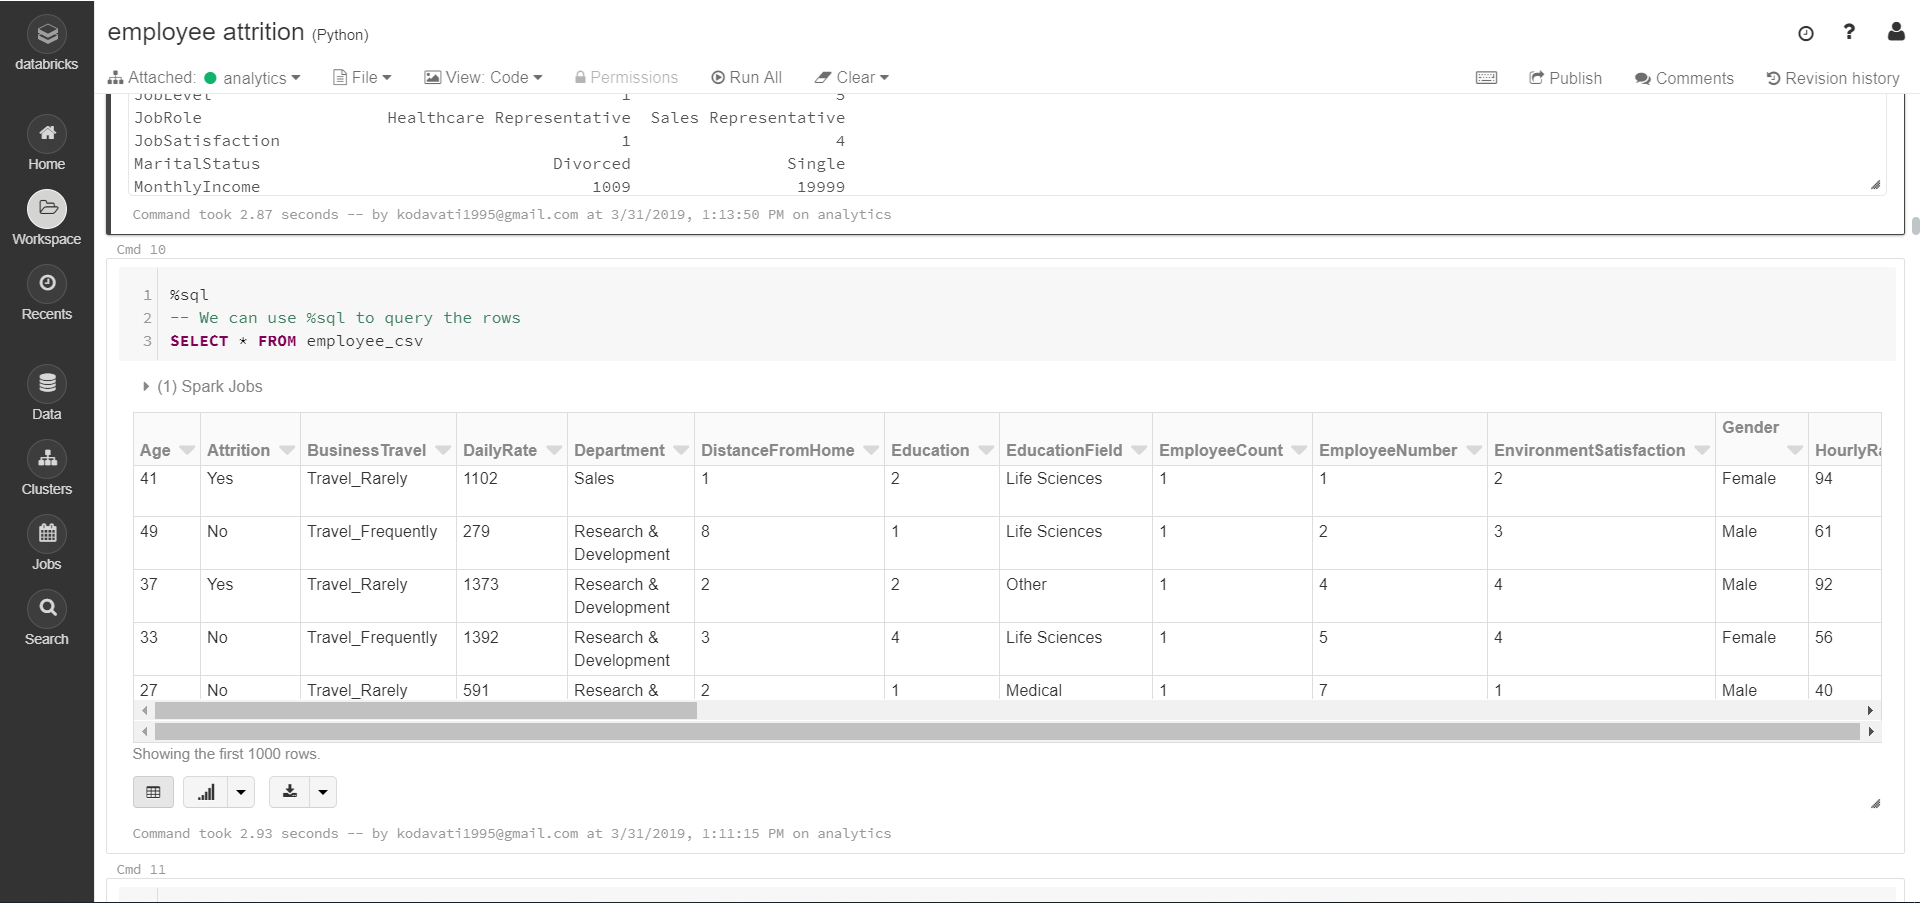 employee attrition (Python)
databricks
Attached: analytics File View: Code Permissions Run All Clear Publish Comments Revision history
JobLevel 1 5
JobRole Healthcare Representative Sales Representative
JobSatisfaction 1 4
MaritalStatus Divorced Single
MonthlyIncome 1009 19999
Command took 2.87 seconds -- by kodavati1995@gmail.com at 3/31/2019, 1:13:50 PM on analytics
Home
Workspace
Recents
Data
Clusters
Jobs
Search
Cmd 10
1 %sql
2 -- We can use %sql to query the rows
3 SELECT * FROM employee_csv
(1) Spark Jobs
Age Attrition BusinessTravel DailyRate Department DistanceFromHome Education EducationField EmployeeCount EmployeeNumber EnvironmentSatisfaction Gender HourlyRa
41 Yes Travel_Rarely 1102 Sales 1 2 Life Sciences 1 1 2 Female 94
49 No Travel_Frequently 279 Research & Development 8 1 Life Sciences 1 2 3 Male 61
37 Yes Travel_Rarely 1373 Research & Development 2 2 Other 1 4 4 Male 92
33 No Travel_Frequently 1392 Research & Development 3 4 Life Sciences 1 5 4 Female 56
27 No Travel_Rarely 591 Research & 2 1 Medical 1 7 1 Male 40
Showing the first 1000 rows.
Command took 2.93 seconds -- by kodavati1995@gmail.com at 3/31/2019, 1:11:15 PM on analytics
Cmd 11